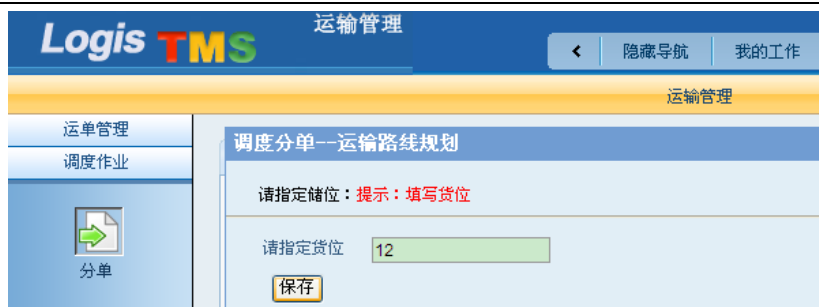 Logis TMS
运输管理
隐藏导航
我的工作
运输管理
运单管理
调度作业
分单
调度分单--运输路线规划
请指定储位：提示：填写货位
请指定货位 12
保存